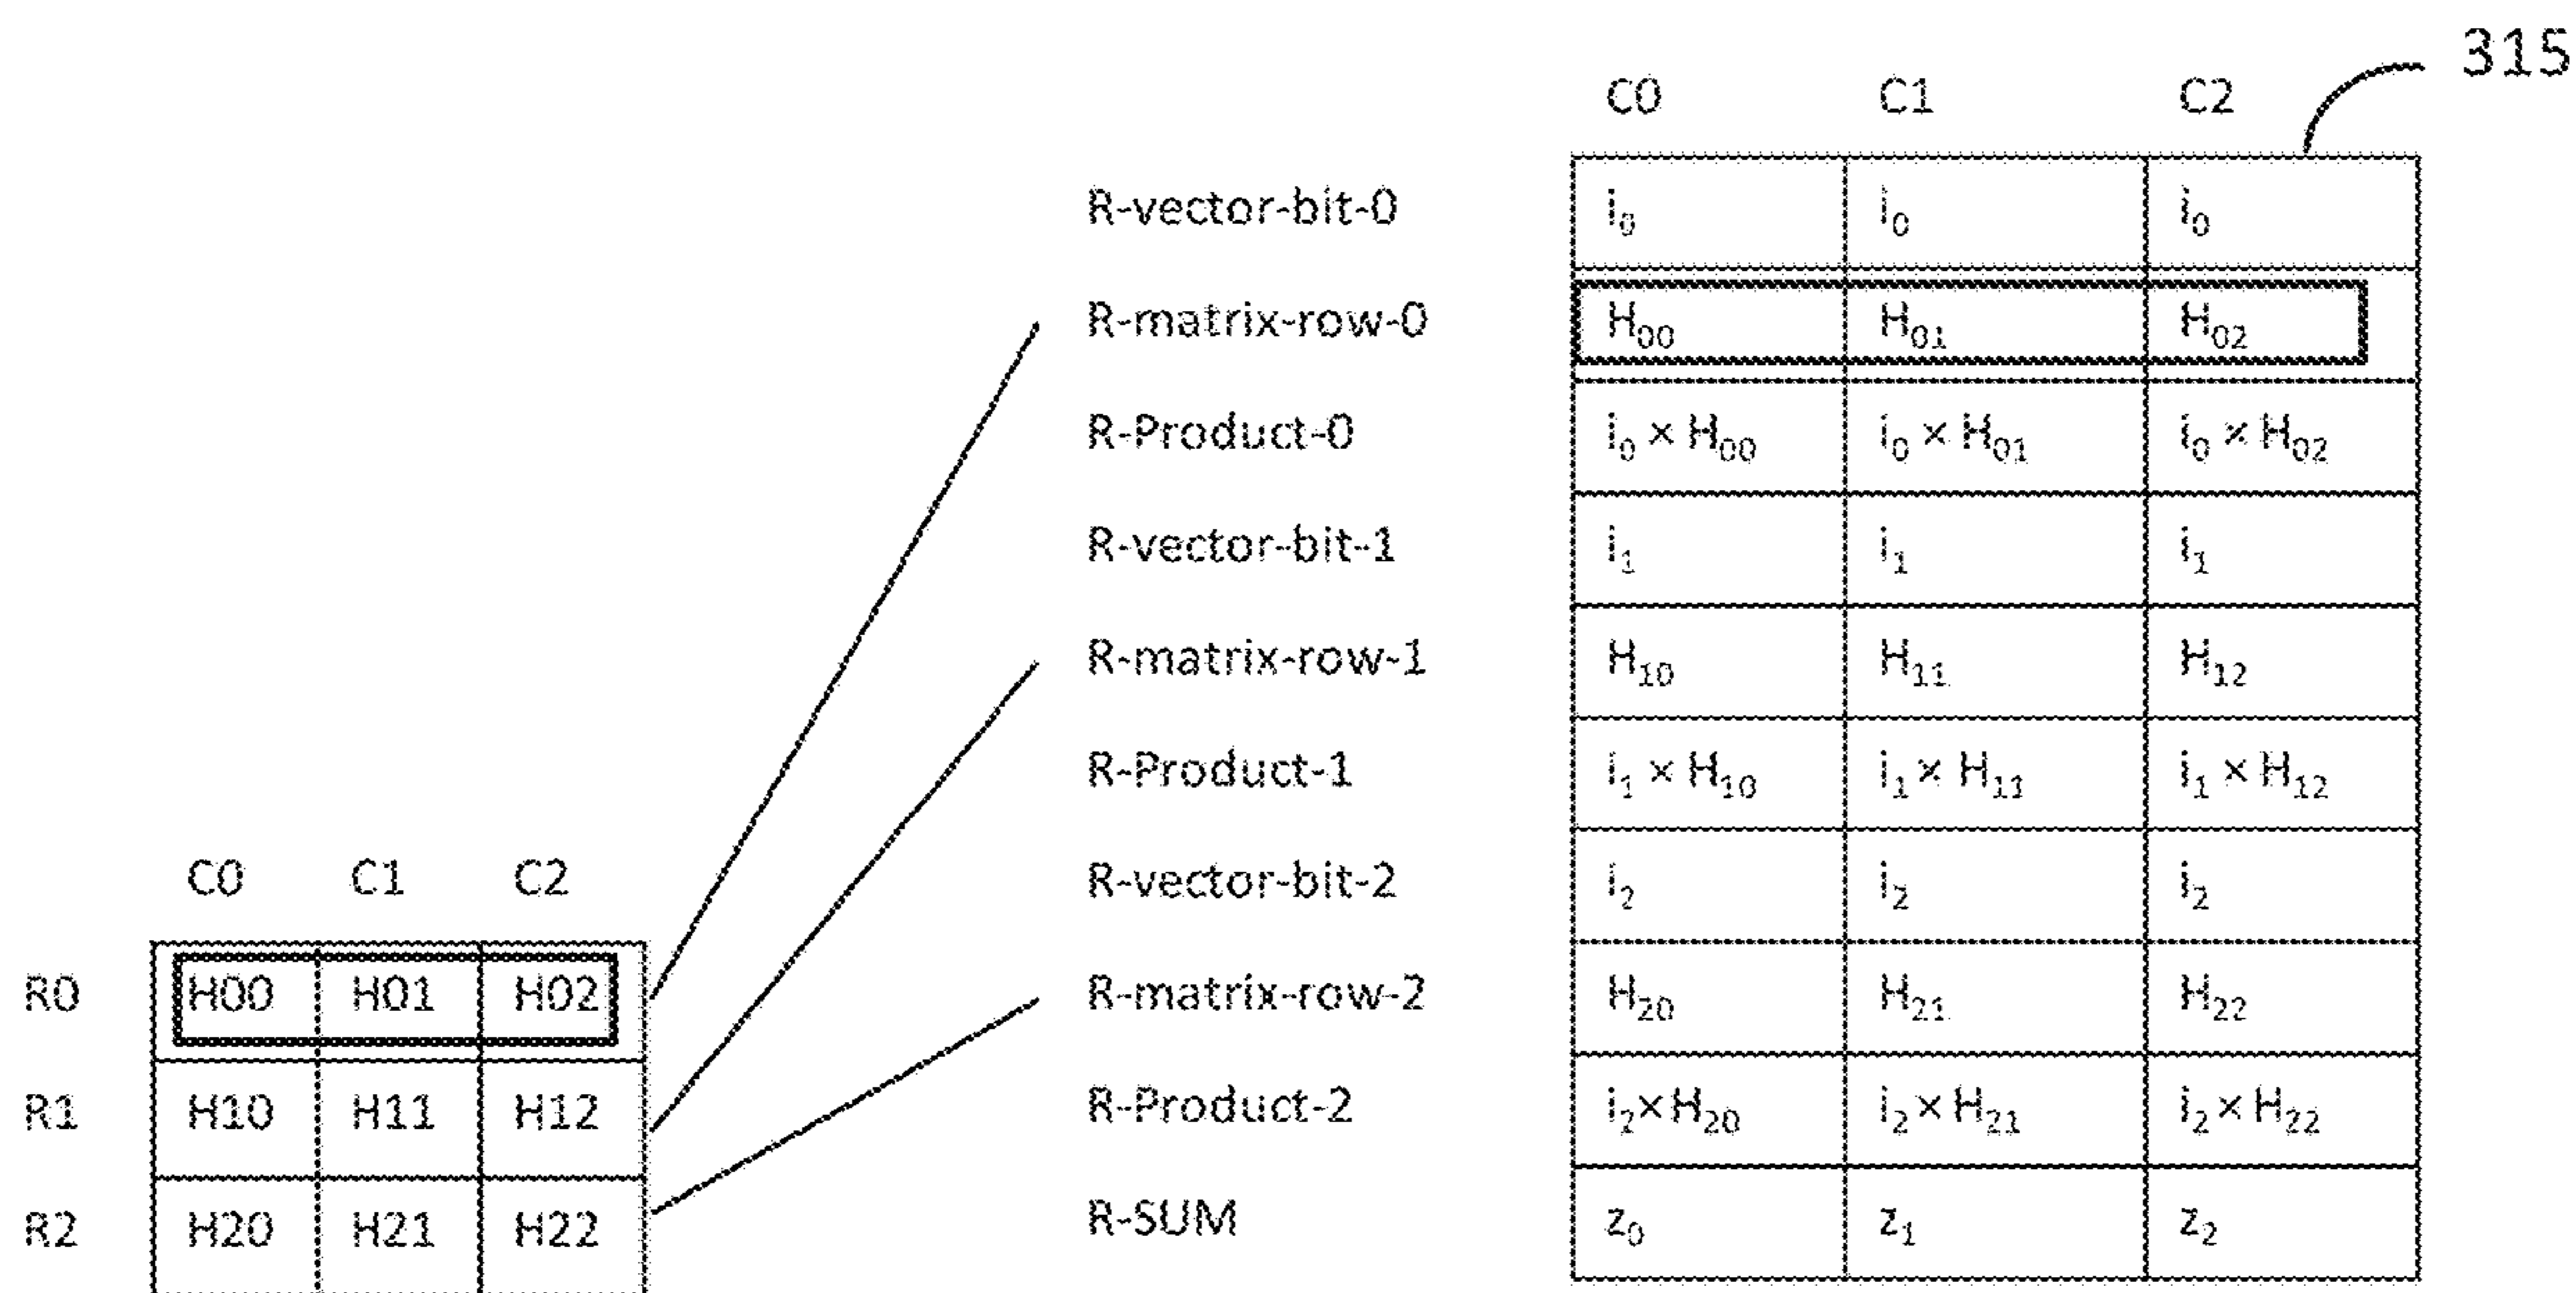 315
C0 C1 C2
R-vector-bit-0 i₀ i₀ i₀
R-matrix-row-0 H₀₀ H₀₁ H₀₂
R-Product-0 i₀ × H₀₀ i₀ × H₀₁ i₀ × H₀₂
R-vector-bit-1 i₁ i₁ i₁
R-matrix-row-1 H₁₀ H₁₁ H₁₂
R-Product-1 i₁ × H₁₀ i₁ × H₁₁ i₁ × H₁₂
R-vector-bit-2 i₂ i₂ i₂
R-matrix-row-2 H₂₀ H₂₁ H₂₂
R-Product-2 i₂×H₂₀ i₂ × H₂₁ i₂ × H₂₂
R-SUM z₀ z₁ z₂
C0 C1 C2
R0 H00 H01 H02
R1 H10 H11 H12
R2 H20 H21 H22